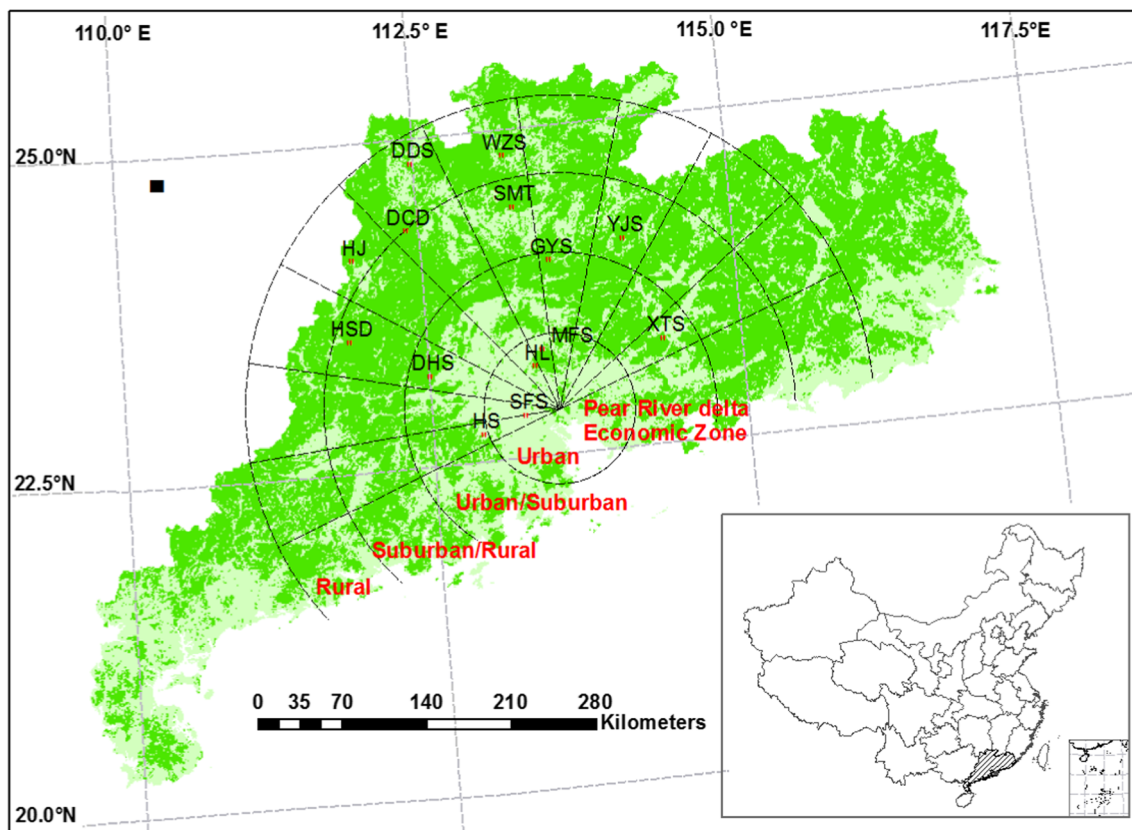 110.0° E
112.5° E
115.0° E
117.5°E
25.0°N
DDS
WZS
SMT
DCD
YJS
HJ
GYS
HSD
XTS
MFS
HL
DHS
SFS
HS
Pear River delta
Economic Zone
Urban
22.5°N
Urban/Suburban
Suburban/Rural
Rural
0 35 70 140 210 280
Kilometers
20.0°N